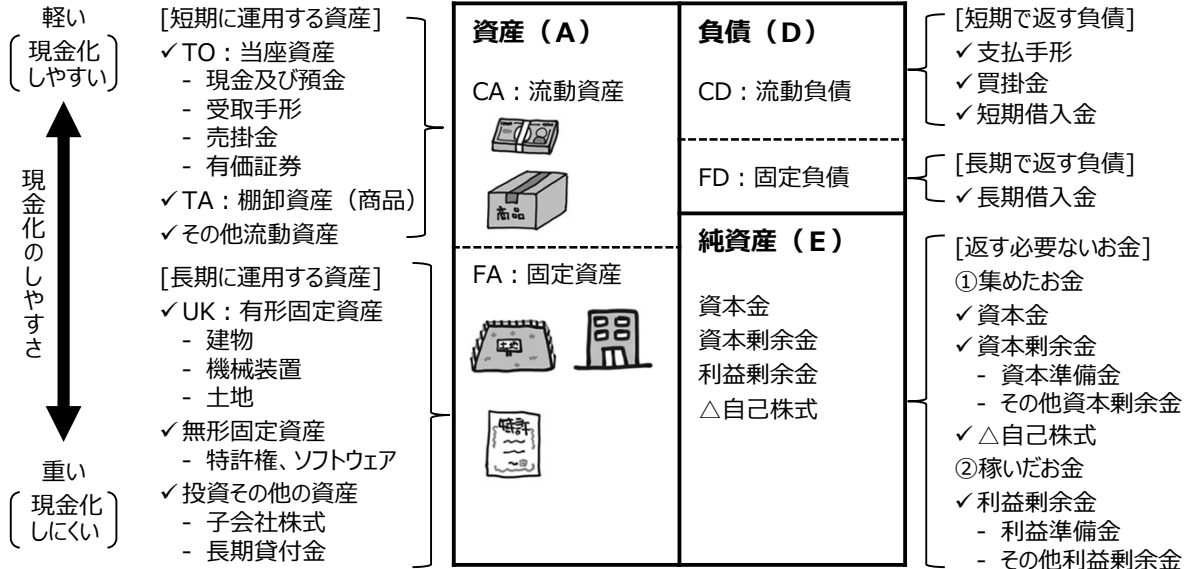 軽い
現金化
しやすい
現金化のしやすさ
重い
現金化
しにくい
[短期に運用する資産]
✓TO：当座資産
- 現金及び預金
- 受取手形
- 売掛金
- 有価証券
✓TA：棚卸資産（商品）
✓その他流動資産
[長期に運用する資産]
✓UK：有形固定資産
- 建物
- 機械装置
- 土地
✓無形固定資産
- 特許権、ソフトウェア
✓投資その他の資産
- 子会社株式
- 長期貸付金
資産（A）
CA：流動資産
商品
FA：固定資産
土地
特許
負債（D）
CD：流動負債
FD：固定負債
純資産（E）
資本金
資本剰余金
利益剰余金
△自己株式
[短期で返す負債]
✓支払手形
✓買掛金
✓短期借入金
[長期で返す負債]
✓長期借入金
[返す必要ないお金]
①集めたお金
✓資本金
✓資本剰余金
- 資本準備金
- その他資本剰余金
✓△自己株式
②稼いだお金
✓利益剰余金
- 利益準備金
- その他利益剰余金